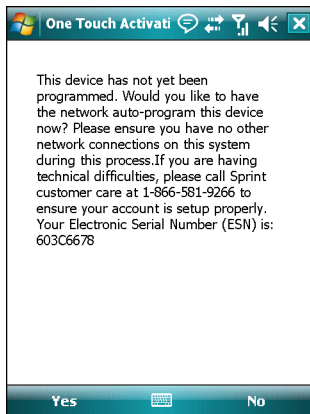 One Touch Activati
This device has not yet been
programmed. Would you like to have
the network auto-program this device
now? Please ensure you have no other
network connections on this system
during this process.If you are having
technical difficulties, please call Sprint
customer care at 1-866-581-9266 to
ensure your account is setup properly.
Your Electronic Serial Number (ESN) is:
603C6678
Yes No